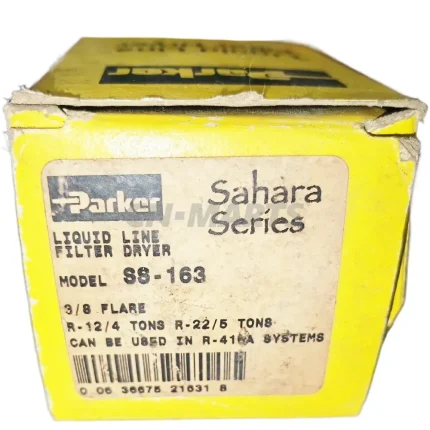 Parker
Parker
Sahara
Series
LIQUID LINE
FILTER DRYER
MODEL SS-163
3/8 FLARE
R-12/4 TONS R-22/5 TONS
CAN BE USED IN R-410A SYSTEMS
0 06 36675 21631 8